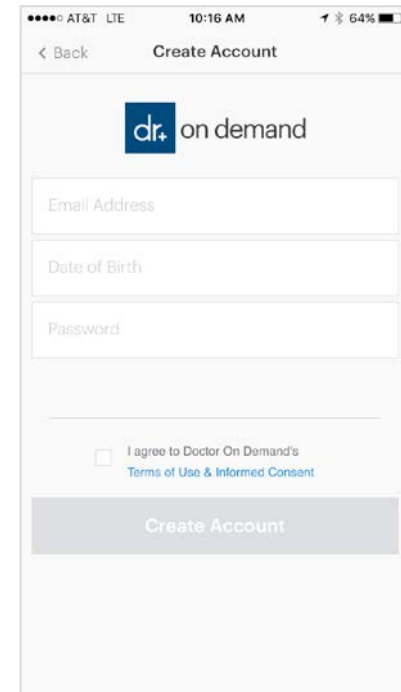 AT&T LTE 10:16 AM 64%
Back Create Account
dr+ on demand
Email Address
Date of Birth
Password
I agree to Doctor On Demand's
Terms of Use & Informed Consent
Create Account